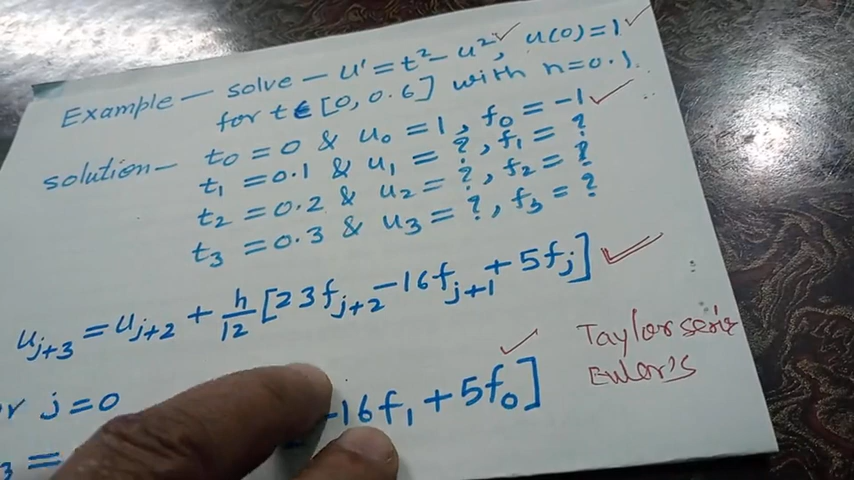 Example — solve — u' = t² - u², u(0)=1
for t ∈ [0, 0.6] with h=0.1.
solution — t₀ = 0 & u₀ = 1, f₀ = -1
t₁ = 0.1 & u₁ = ?, f₁ = ?
t₂ = 0.2 & u₂ = ?, f₂ = ?
t₃ = 0.3 & u₃ = ?, f₃ = ?
u_{j+3} = u_{j+2} + h/12 [23f_{j+2} - 16f_{j+1} + 5f_j]
Taylor series
Euler's
j = 0
-16f₁ + 5f₀]
₃ =